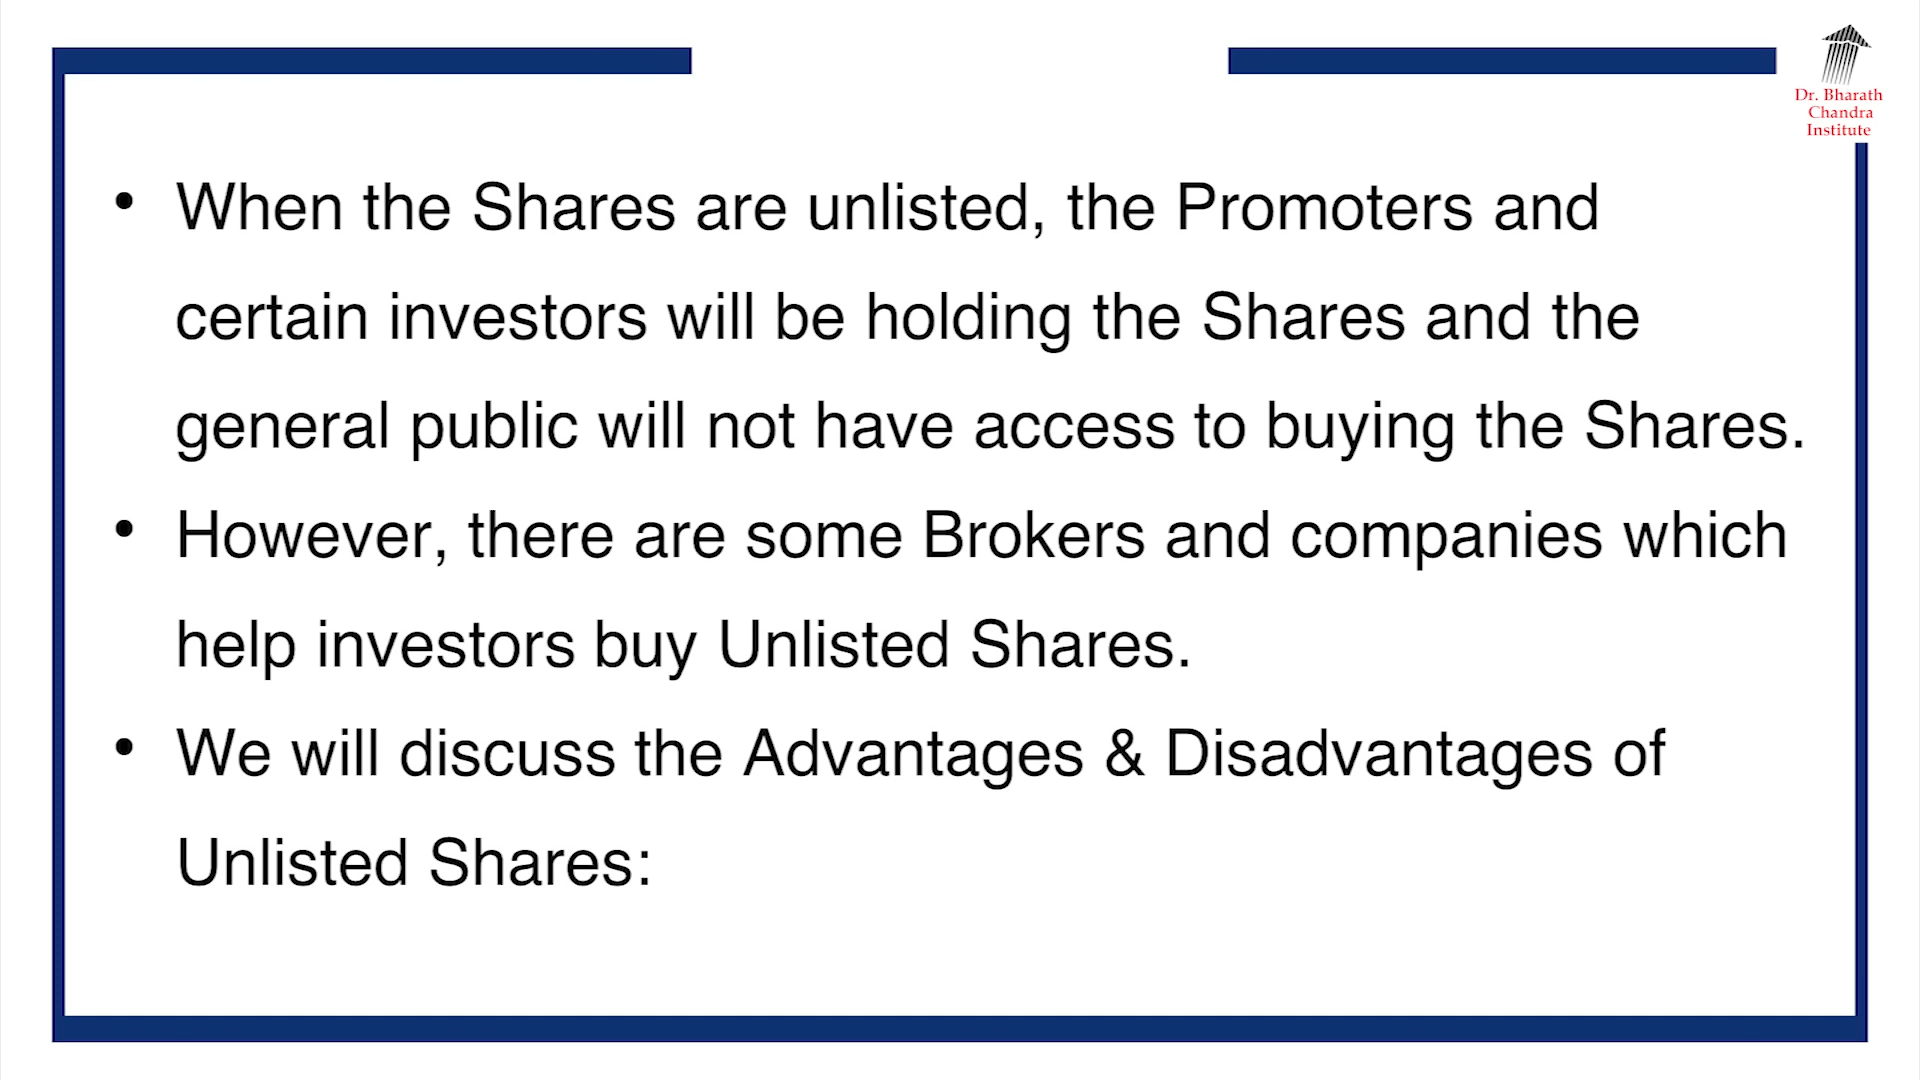 Dr. Bharath
Chandra
Institute
• When the Shares are unlisted, the Promoters and
certain investors will be holding the Shares and the
general public will not have access to buying the Shares.
• However, there are some Brokers and companies which
help investors buy Unlisted Shares.
• We will discuss the Advantages & Disadvantages of
Unlisted Shares: